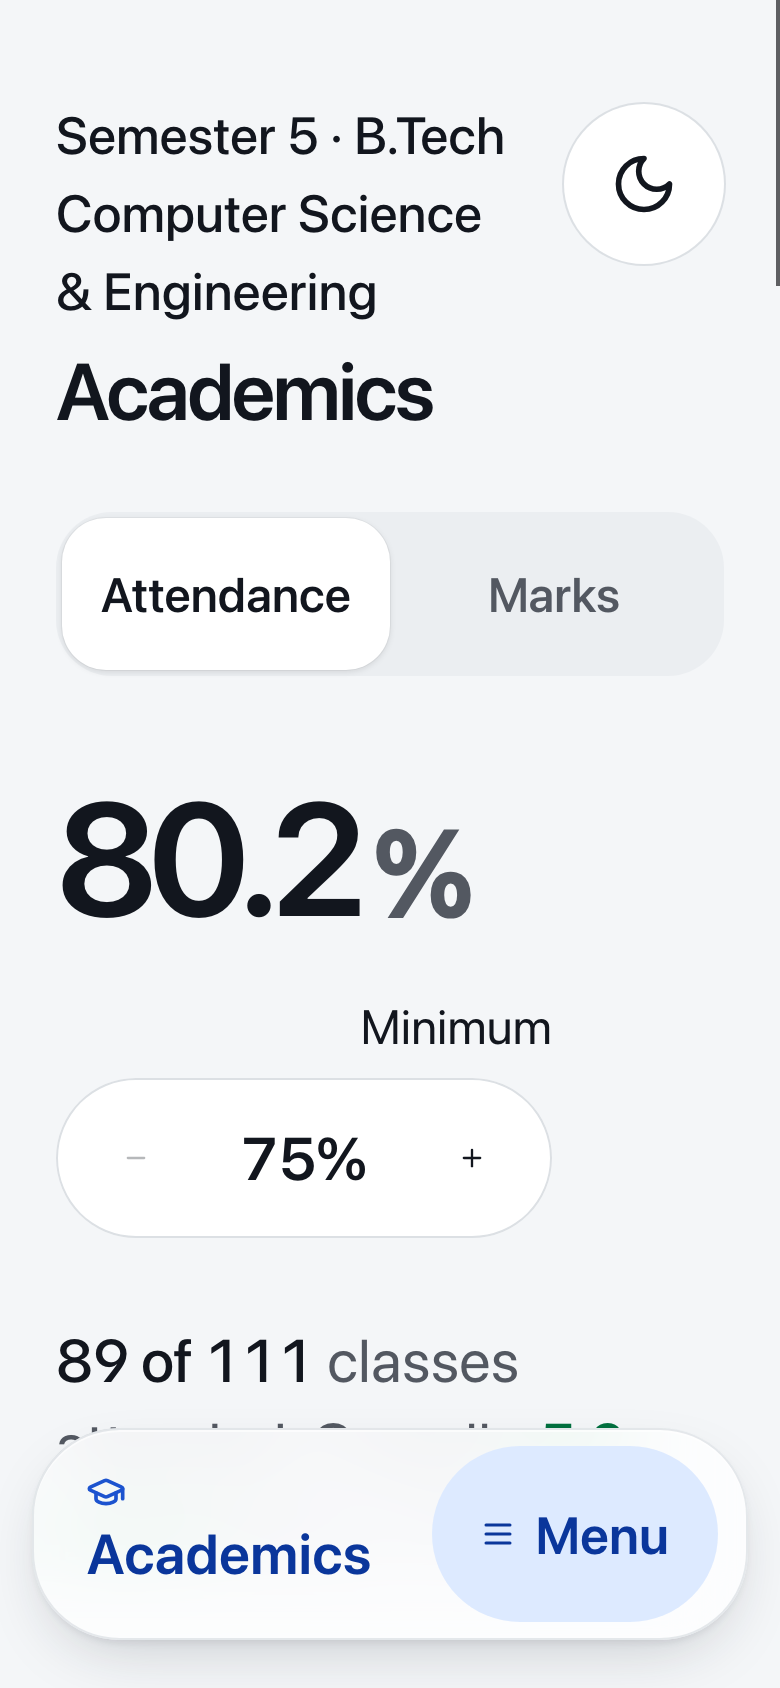 Semester 5 · B.Tech
Computer Science
& Engineering
Academics
Attendance
Marks
80.2%
Minimum
− 75% +
89 of 111 classes
Academics
Menu